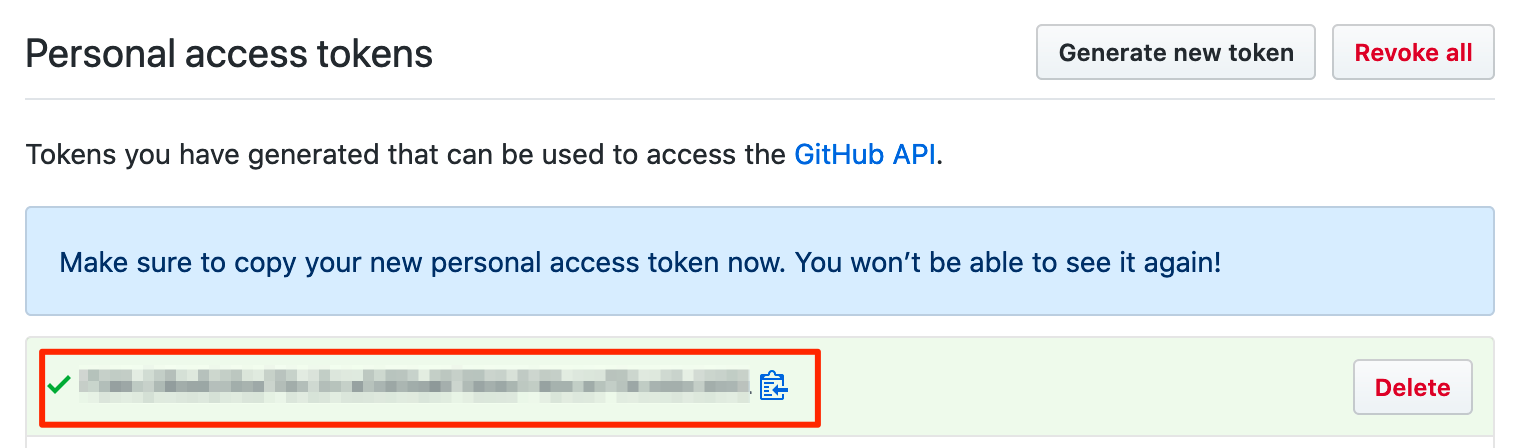 Personal access tokens
Generate new token
Revoke all
Tokens you have generated that can be used to access the GitHub API.
Make sure to copy your new personal access token now. You won’t be able to see it again!
Delete